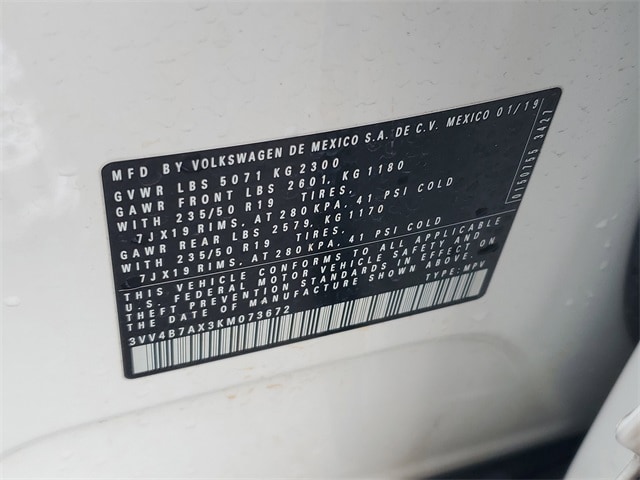 MFD BY VOLKSWAGEN DE MEXICO S.A. DE C.V. MEXICO 01/19
GVWR LBS 5071 KG 2300
GAWR FRONT LBS 2601, KG 1180
WITH 235/50 R19 TIRES,
7JX19 RIMS, AT 280 KPA, 41 PSI COLD
GAWR REAR LBS 2579, KG 1170
WITH 235/50 R19 TIRES,
7JX19 RIMS, AT 280 KPA, 41 PSI COLD
THIS VEHICLE CONFORMS TO ALL APPLICABLE
U.S. FEDERAL MOTOR VEHICLE SAFETY AND
THEFT PREVENTION STANDARDS IN EFFECT ON
THE DATE OF MANUFACTURE SHOWN ABOVE.
3VV4B7AX3KM073672 TYPE: MPV
0150755 3427